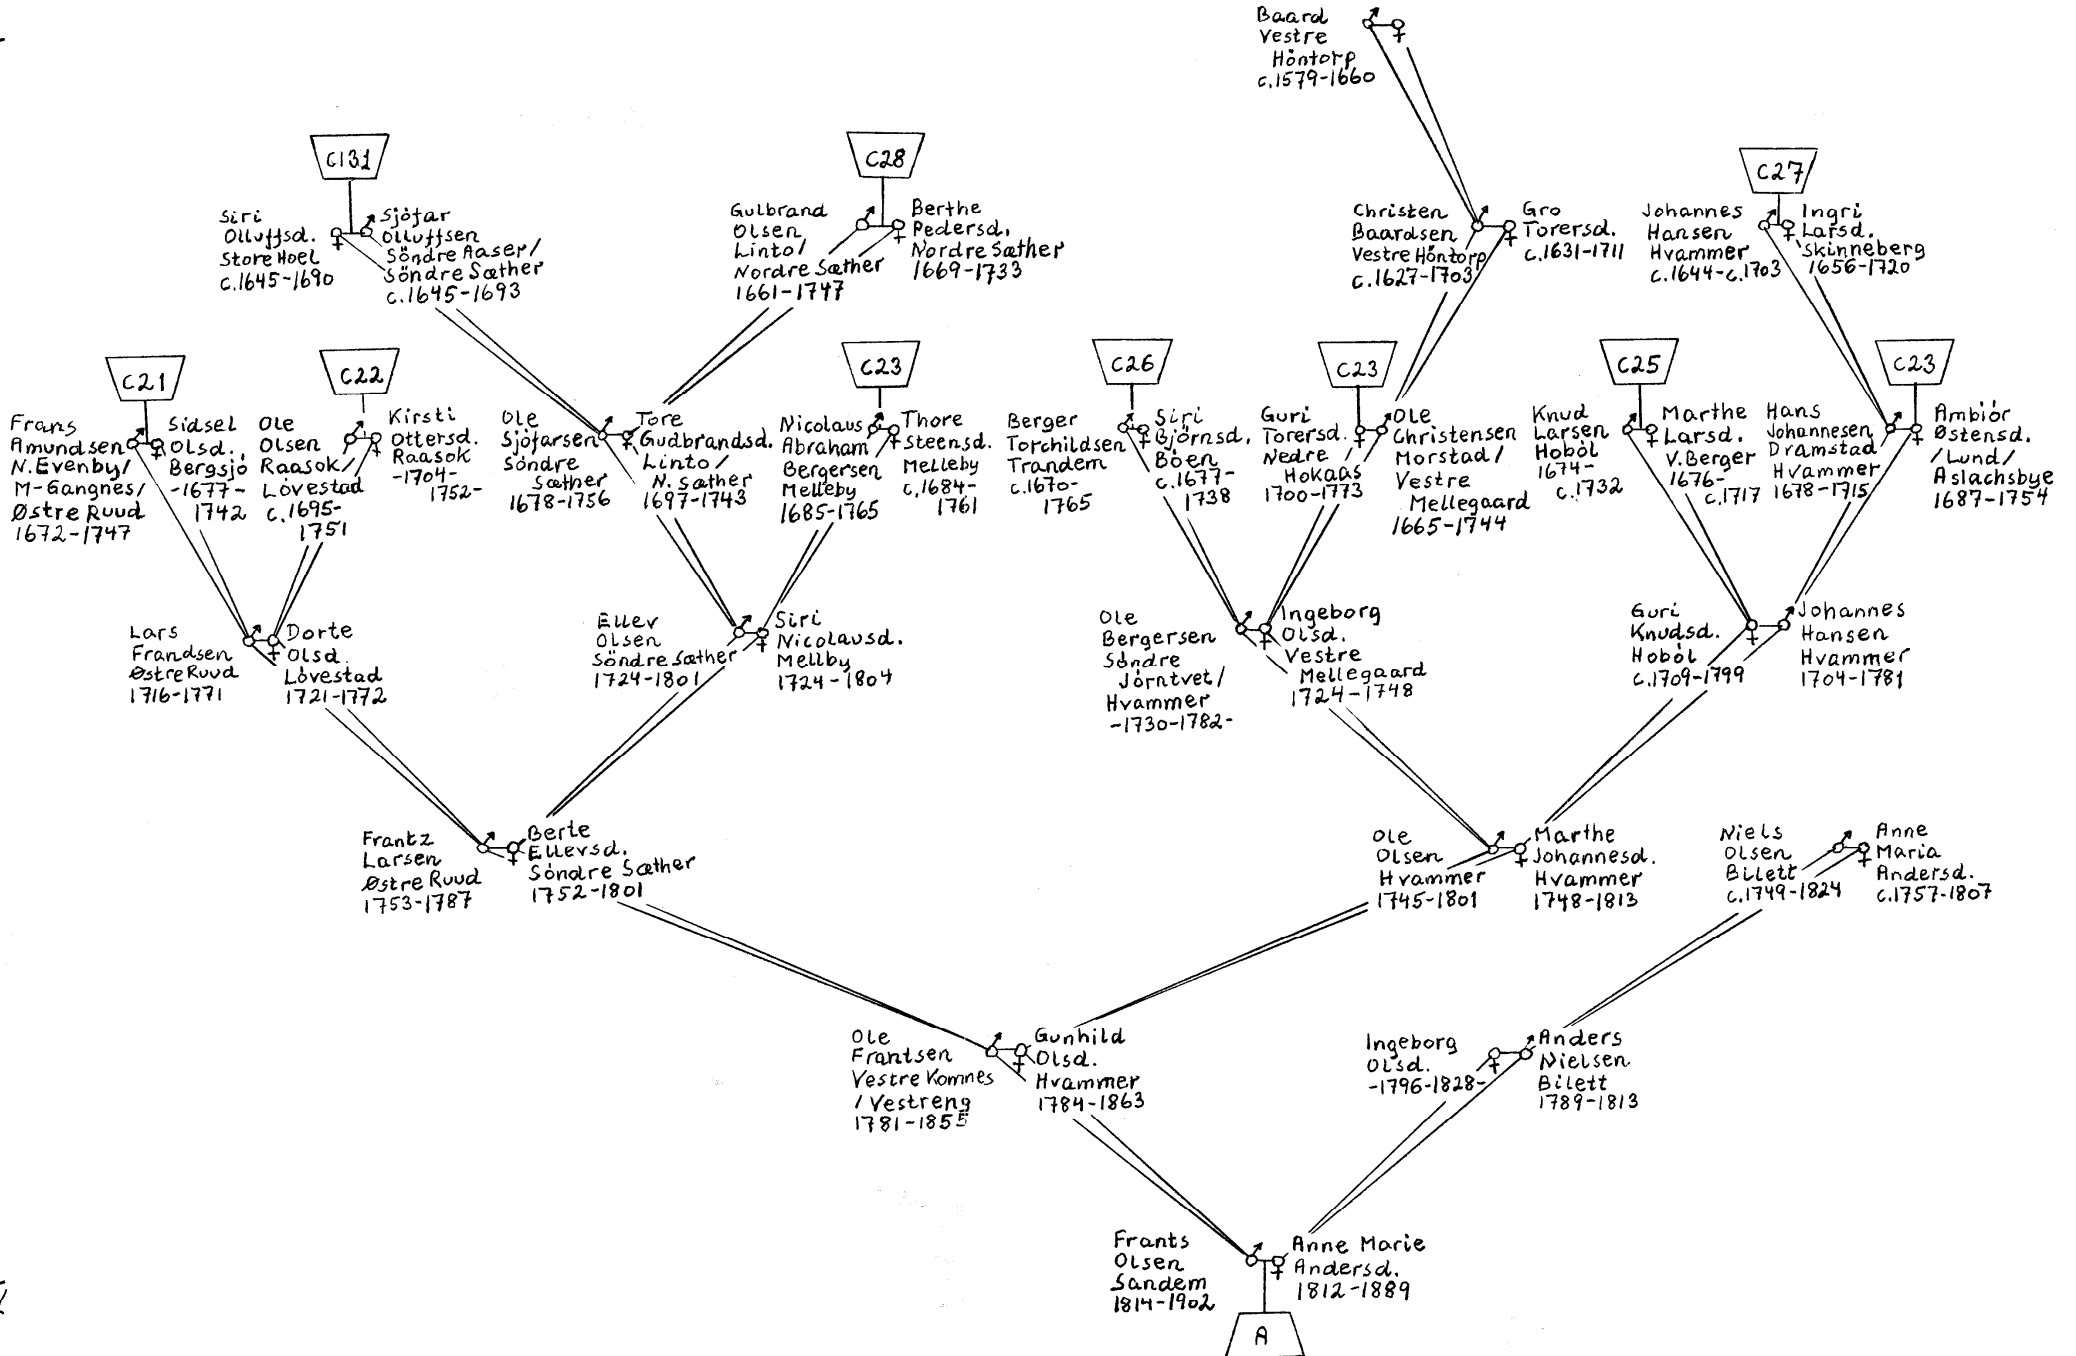 Baard
Vestre
Höntorp
c.1579-1660
C131
C28
C27
Siri
Olluffsd.
Store Hoel
c.1645-1690
Sjöfar
Olluffsen
Söndre Aaser/
Söndre Sæther
c.1645-1693
Gulbrand
Olsen
Linto/
Nordre Sæther
1661-1747
Berthe
Pedersd.
Nordre Sæther
1669-1733
Christen
Baardsen
Vestre Höntorp
c.1627-1703
Gro
Torersd.
c.1631-1711
Johannes
Hansen
Hvammer
c.1644-c.1703
Ingri
Larsd.
Skinneberg
1656-1720
C21
C22
C23
C26
C23
C25
C23
Frans
Amundsen
N.Evenby/
M-Gangnes/
Østre Ruud
1672-1747
Sidsel
Olsd.
Bergsjö
-1677-
1742
Ole
Olsen
Raasok/
Lövestad
c.1695-
1751
Kirsti
Ottersd.
Raasok
-1704-
1752-
Ole
Sjöfarsen
Söndre
Sæther
1678-1756
Tore
Gudbrandsd.
Linto/
N. Sæther
1697-1743
Nicolaus
Abraham
Bergersen
Melleby
1685-1765
Thore
Steensd.
Melleby
c.1684-
1761
Berger
Torchildsen
Trandem
c.1670-
1765
Siri
Björnsd.
Böen
c.1677-
1738
Guri
Torersd.
Nedre
Hokaas
1700-1773
Ole
Christensen
Morstad/
Vestre
Mellegaard
1665-1744
Knud
Larsen
Hoböl
1674-
c.1732
Marthe
Larsd.
V.Berger
1676-
c.1717
Hans
Johannesen
Dramstad
Hvammer
1678-1715
Ambiör
Østensd.
/Lund/
Aslachsbye
1687-1754
Lars
Frandsen
Østre Ruud
1716-1771
Dorte
Olsd.
Lövestad
1721-1772
Ellev
Olsen
Söndre Sæther
1724-1801
Siri
Nicolausd.
Mellby
1724-1804
Ole
Bergersen
Söndre
Jörntvet/
Hvammer
-1730-1782-
Ingeborg
Olsd.
Vestre
Mellegaard
1724-1748
Guri
Knudsd.
Hoböl
c.1709-1799
Johannes
Hansen
Hvammer
1704-1781
Frantz
Larsen
Østre Ruud
1753-1787
Berte
Ellevsd.
Söndre Sæther
1752-1801
Ole
Olsen
Hvammer
1745-1801
Marthe
Johannesd.
Hvammer
1748-1813
Niels
Olsen
Bilett
c.1749-1824
Anne
Maria
Andersd.
c.1757-1807
Ole
Frantsen
Vestre Komnes
/Vestreng
1781-1855
Gunhild
Olsd.
Hvammer
1784-1863
Ingeborg
Olsd.
-1796-1828-
Anders
Nielsen
Bilett
1789-1813
Frants
Olsen
Sandem
1814-1902
Anne Marie
Andersd.
1812-1889
A